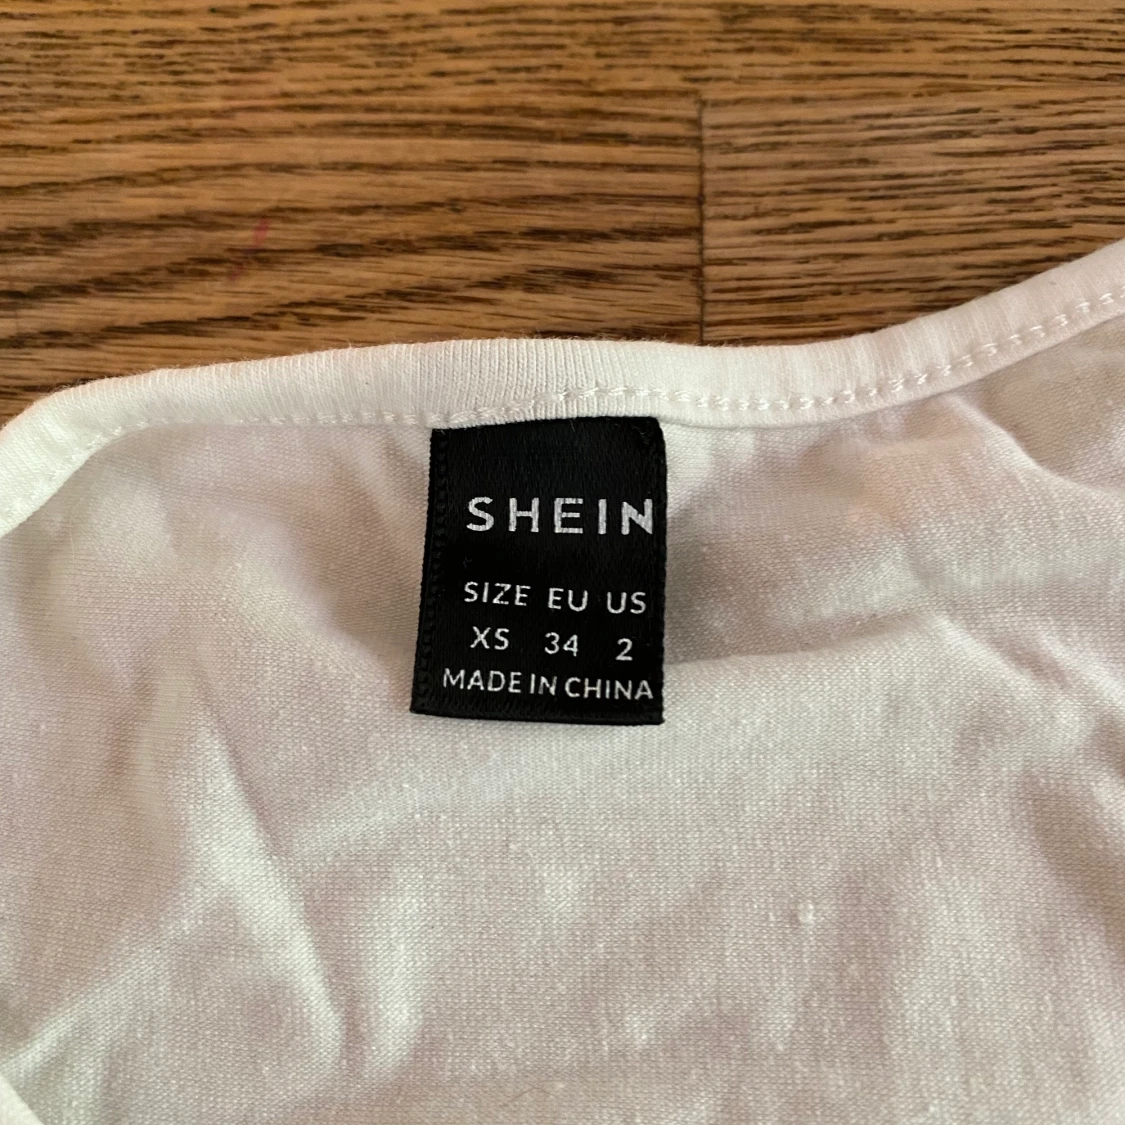 SHEIN
SIZE EU US
XS 34 2
MADE IN CHINA